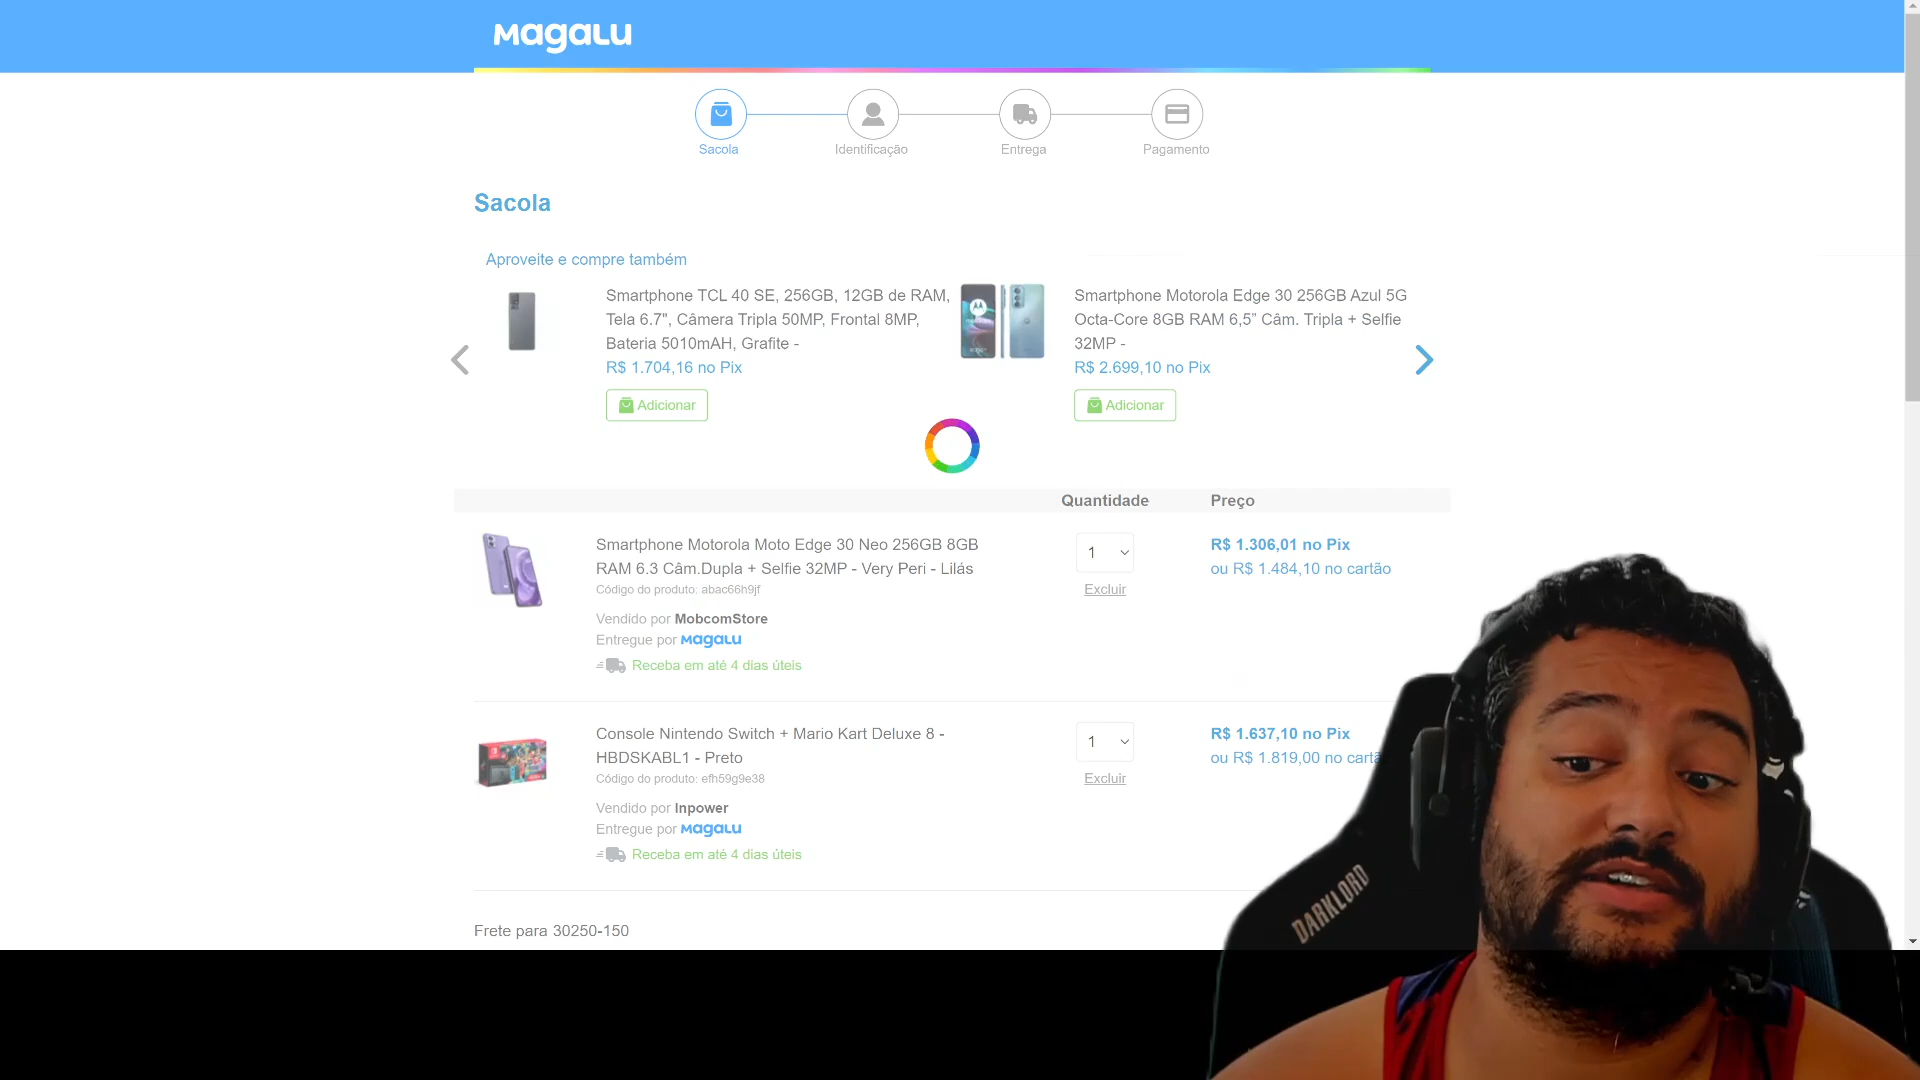 Magalu
Sacola
Identificação
Entrega
Pagamento
Sacola
Aproveite e compre também
Smartphone TCL 40 SE, 256GB, 12GB de RAM,
Tela 6.7", Câmera Tripla 50MP, Frontal 8MP,
Bateria 5010mAH, Grafite -
R$ 1.704,16 no Pix
Adicionar
Smartphone Motorola Edge 30 256GB Azul 5G
Octa-Core 8GB RAM 6,5” Câm. Tripla + Selfie
32MP -
R$ 2.699,10 no Pix
Adicionar
Quantidade Preço
Smartphone Motorola Moto Edge 30 Neo 256GB 8GB
RAM 6.3 Câm.Dupla + Selfie 32MP - Very Peri - Lilás
Código do produto: abac66h9jf
Vendido por MobcomStore
Entregue por Magalu
Receba em até 4 dias úteis
1
Excluir
R$ 1.306,01 no Pix
ou R$ 1.484,10 no cartão
Console Nintendo Switch + Mario Kart Deluxe 8 -
HBDSKABL1 - Preto
Código do produto: efh59g9e38
Vendido por Inpower
Entregue por Magalu
Receba em até 4 dias úteis
1
Excluir
R$ 1.637,10 no Pix
ou R$ 1.819,00 no cartã
Frete para 30250-150
DARKLORD